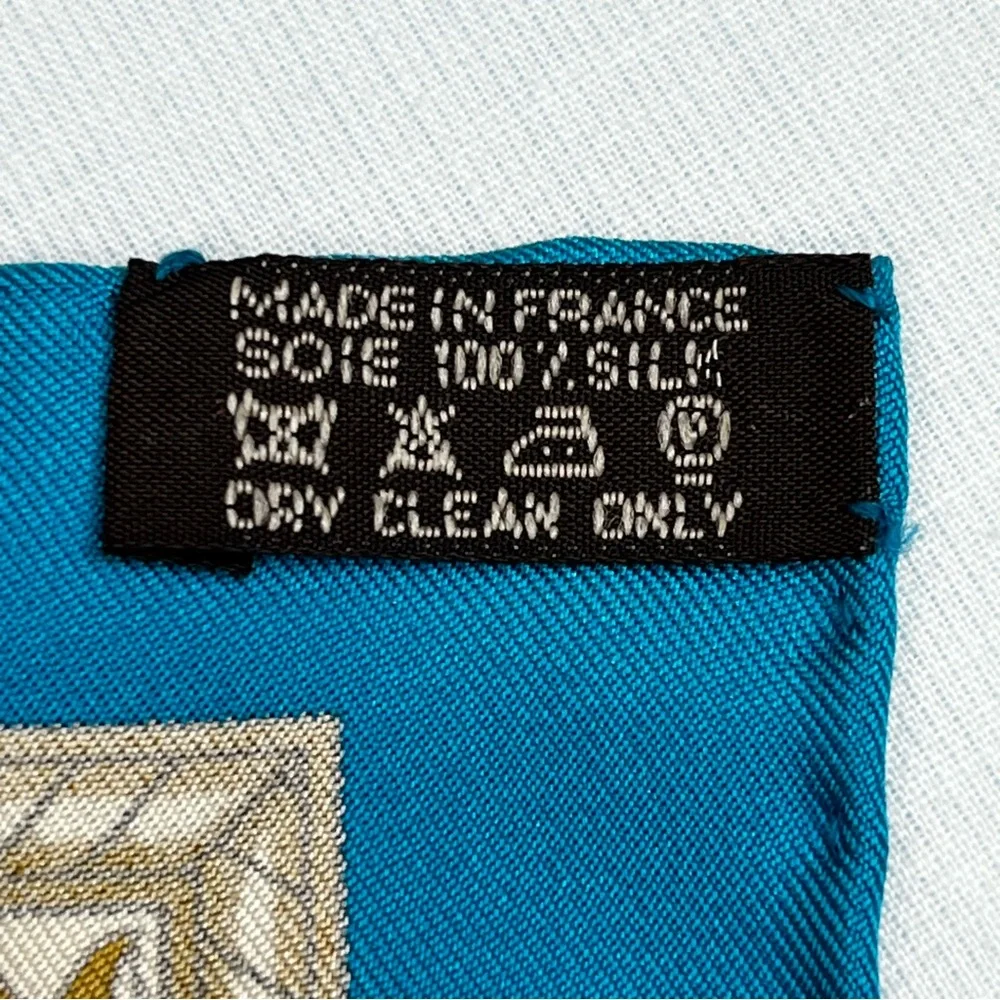 MADE IN FRANCE
SOIE 100% SILK
DRY CLEAN ONLY